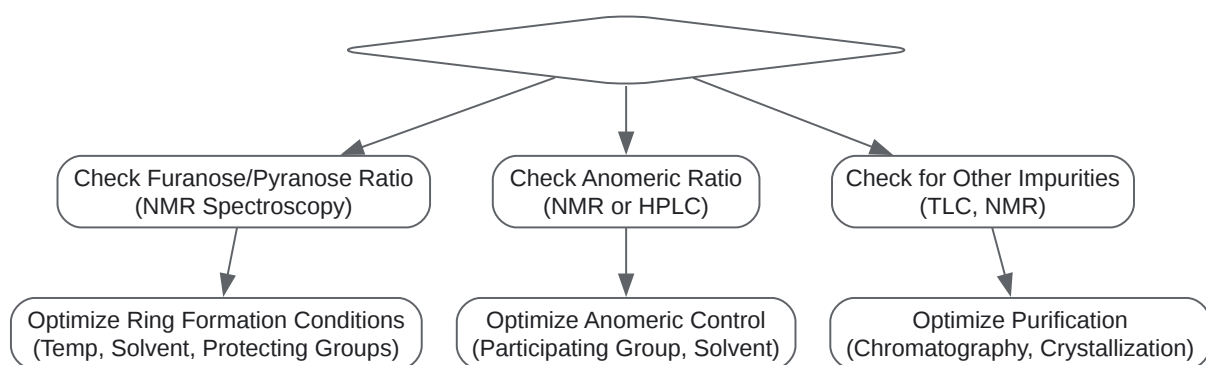 Check Furanose/Pyranose Ratio
(NMR Spectroscopy)
Check Anomeric Ratio
(NMR or HPLC)
Check for Other Impurities
(TLC, NMR)
Optimize Ring Formation Conditions
(Temp, Solvent, Protecting Groups)
Optimize Anomeric Control
(Participating Group, Solvent)
Optimize Purification
(Chromatography, Crystallization)